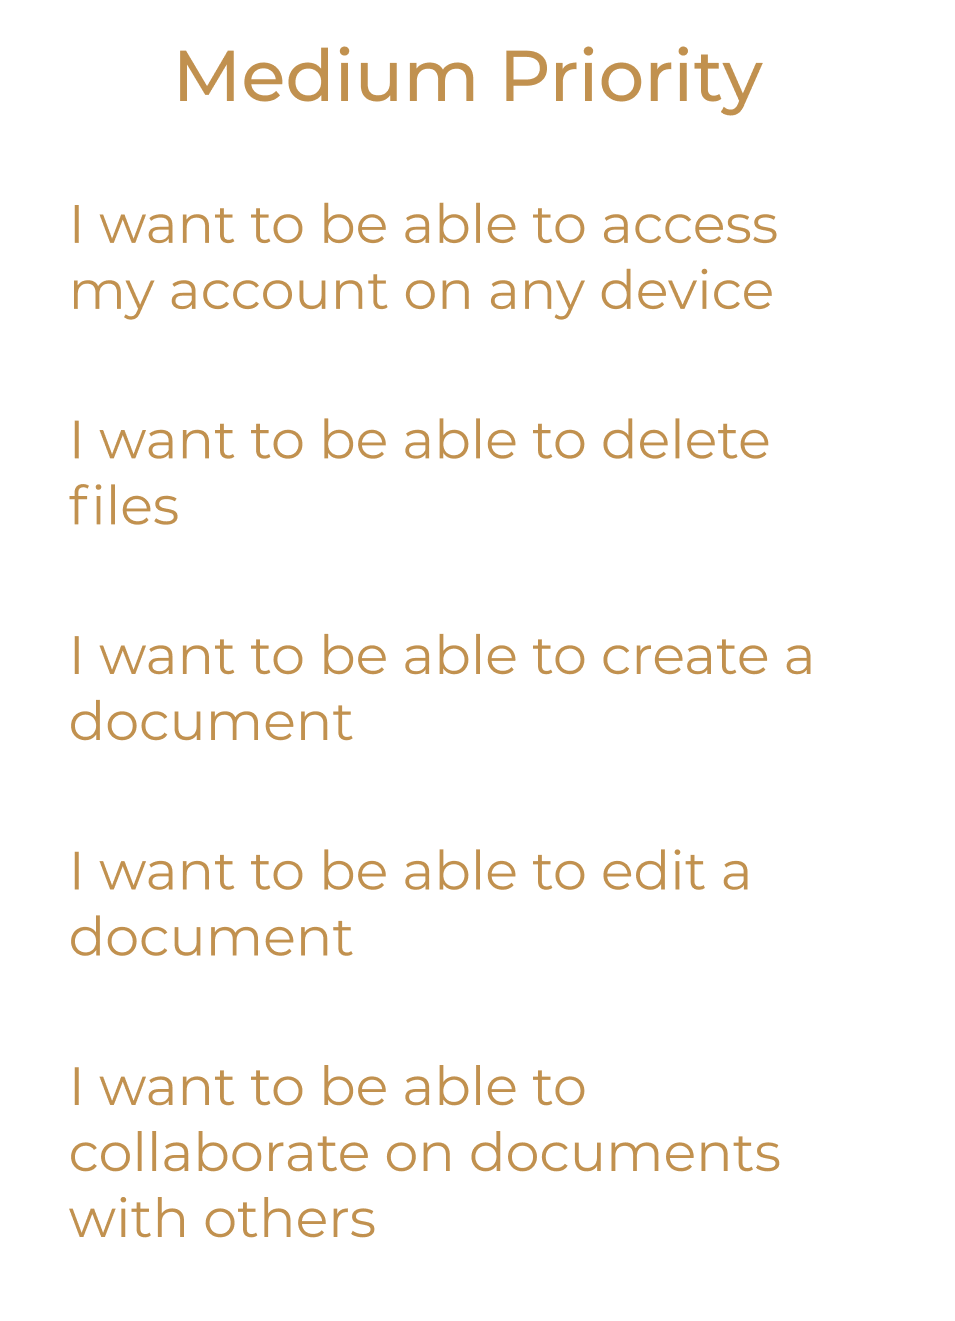 Medium Priority
I want to be able to access
my account on any device
I want to be able to delete
files
I want to be able to create a
document
I want to be able to edit a
document
I want to be able to
collaborate on documents
with others